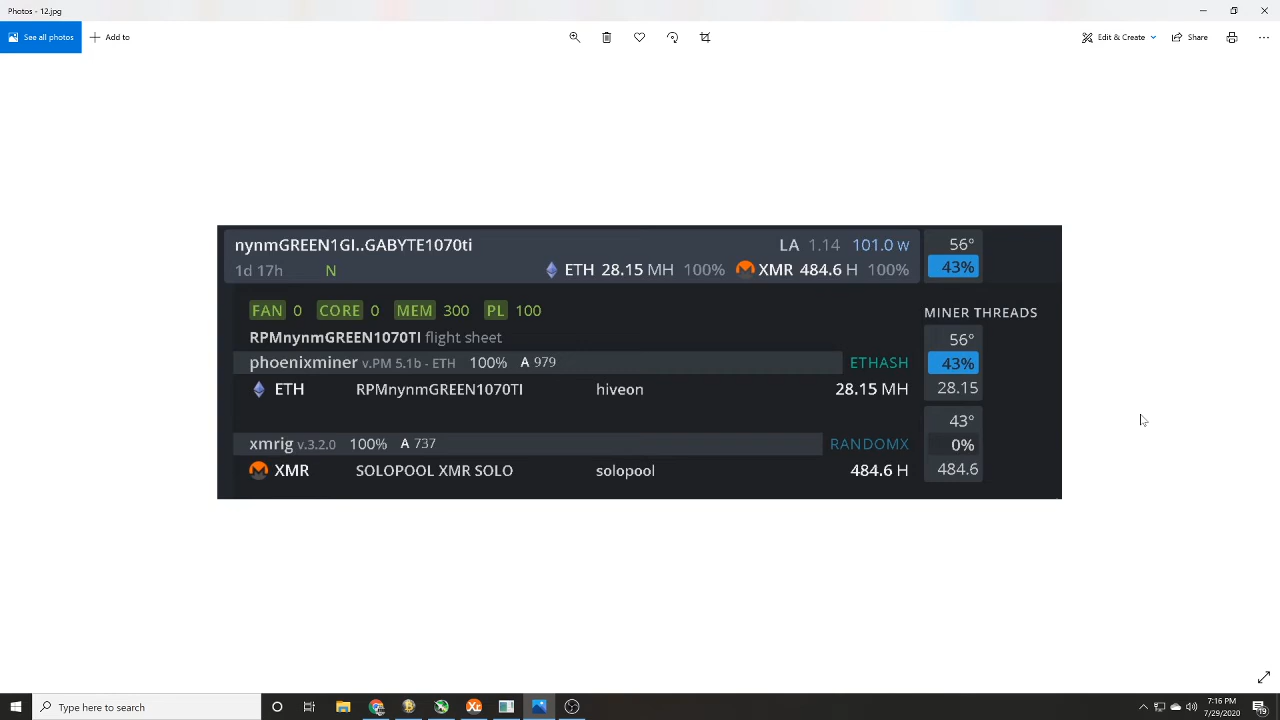 Photos - 12.jpg
See all photos
Add to
Edit & Create
Share
nynmGREEN1GI..GABYTE1070ti LA 1.14 101.0 W 56°
1d 17h N ETH 28.15 MH 100% XMR 484.6 H 100% 43%
FAN 0 CORE 0 MEM 300 PL 100
MINER THREADS
RPMnynmGREEN1070TI flight sheet 56°
phoenixminer v.PM 5.1b - ETH 100% A 979 ETHASH 43%
ETH RPMnynmGREEN1070TI hiveon 28.15 MH 28.15
43°
xmrig v.3.2.0 100% A 737 RANDOMX 0%
XMR SOLOPOOL XMR SOLO solopool 484.6 H 484.6
Type here to search
7:16 PM
7/29/2020
19